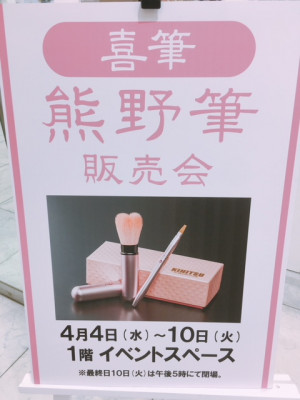 喜筆
熊野筆
販売会
KIHITSU
4月4日(水)〜10日(火)
1階 イベントスペース
※最終日10日(火)は午後5時にて閉場。